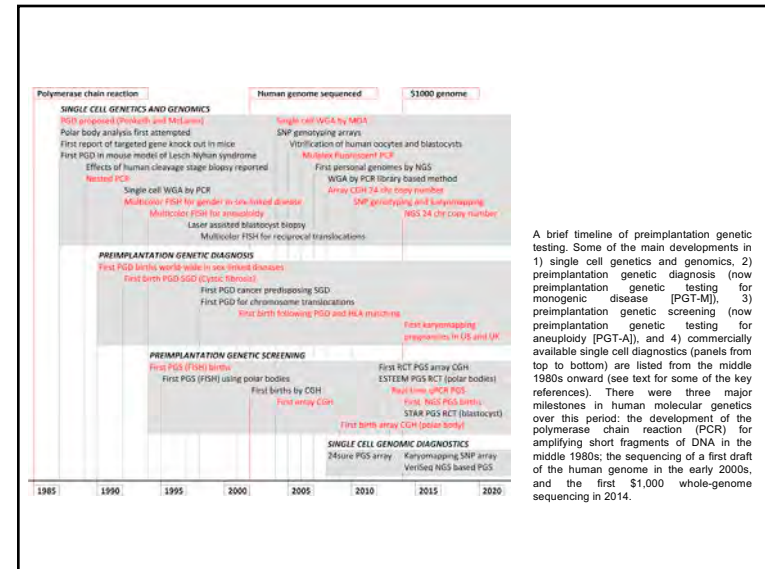 Polymerase chain reaction Human genome sequenced $1000 genome
SINGLE CELL GENETICS AND GENOMICS
PGD proposed (Penketh and McLaren) Single cell WGA by MDA
Polar body analysis first attempted SNP genotyping arrays
First report of targeted gene knock out in mice Vitrification of human oocytes and blastocysts
First PGD in mouse model of Lesch-Nyhan syndrome Multiplex fluorescent PCR
Effects of human cleavage stage biopsy reported First personal genomes by NGS
Nested PCR WGA by PCR library based method
Single cell WGA by PCR Array CGH 24 chr copy number
Multicolor FISH for gender in sex-linked disease SNP genotyping and karyomapping
Multicolor FISH for aneuploidy NGS 24 chr copy number
Laser assisted blastocyst biopsy
Multicolor FISH for reciprocal translocations
PREIMPLANTATION GENETIC DIAGNOSIS
First PGD births world-wide in sex-linked diseases
First birth PGD SGD (Cystic fibrosis)
First PGD cancer predisposing SGD
First PGD for chromosome translocations
First birth following PGD and HLA matching
First karyomapping
pregnancies in US and UK
PREIMPLANTATION GENETIC SCREENING
First PGS (FISH) births First RCT PGS array CGH
First PGS (FISH) using polar bodies ESTEEM PGS RCT (polar bodies)
First births by CGH Real time qPCR PGS
First array CGH First NGS PGS births
STAR PGS RCT (blastocyst)
First birth array CGH (polar body)
SINGLE CELL GENOMIC DIAGNOSTICS
24sure PGS array Karyomapping SNP array
VeriSeq NGS based PGS
1985 1990 1995 2000 2005 2010 2015 2020
A brief timeline of preimplantation genetic
testing. Some of the main developments in
1) single cell genetics and genomics, 2)
preimplantation genetic diagnosis (now
preimplantation genetic testing for
monogenic disease [PGT-M]), 3)
preimplantation genetic screening (now
preimplantation genetic testing for
aneuploidy [PGT-A]), and 4) commercially
available single cell diagnostics (panels from
top to bottom) are listed from the middle
1980s onward (see text for some of the key
references). There were three major
milestones in human molecular genetics
over this period: the development of the
polymerase chain reaction (PCR) for
amplifying short fragments of DNA in the
middle 1980s; the sequencing of a first draft
of the human genome in the early 2000s,
and the first $1,000 whole-genome
sequencing in 2014.